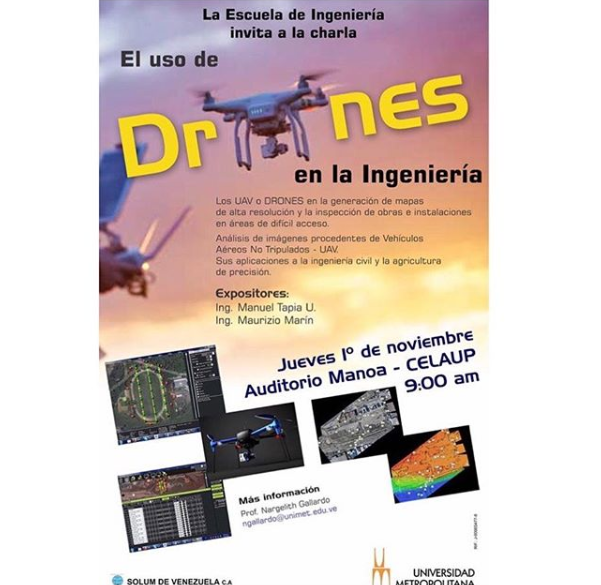 La Escuela de Ingeniería
invita a la charla
El uso de
Drones
en la Ingeniería
Los UAV o DRONES en la generación de mapas
de alta resolución y la inspección de obras e instalaciones
en áreas de difícil acceso.
Análisis de imágenes procedentes de Vehículos
Aéreos No Tripulados - UAV.
Sus aplicaciones a la ingeniería civil y la agricultura
de precisión.
Expositores:
Ing. Manuel Tapia U.
Ing. Maurizio Marín
Jueves 1º de noviembre
Auditorio Manoa - CELAUP
9:00 am
Más información
Prof. Nargelith Gallardo
ngallardo@unimet.edu.ve
SOLUM DE VENEZUELA C.A
UNIVERSIDAD
METROPOLITANA